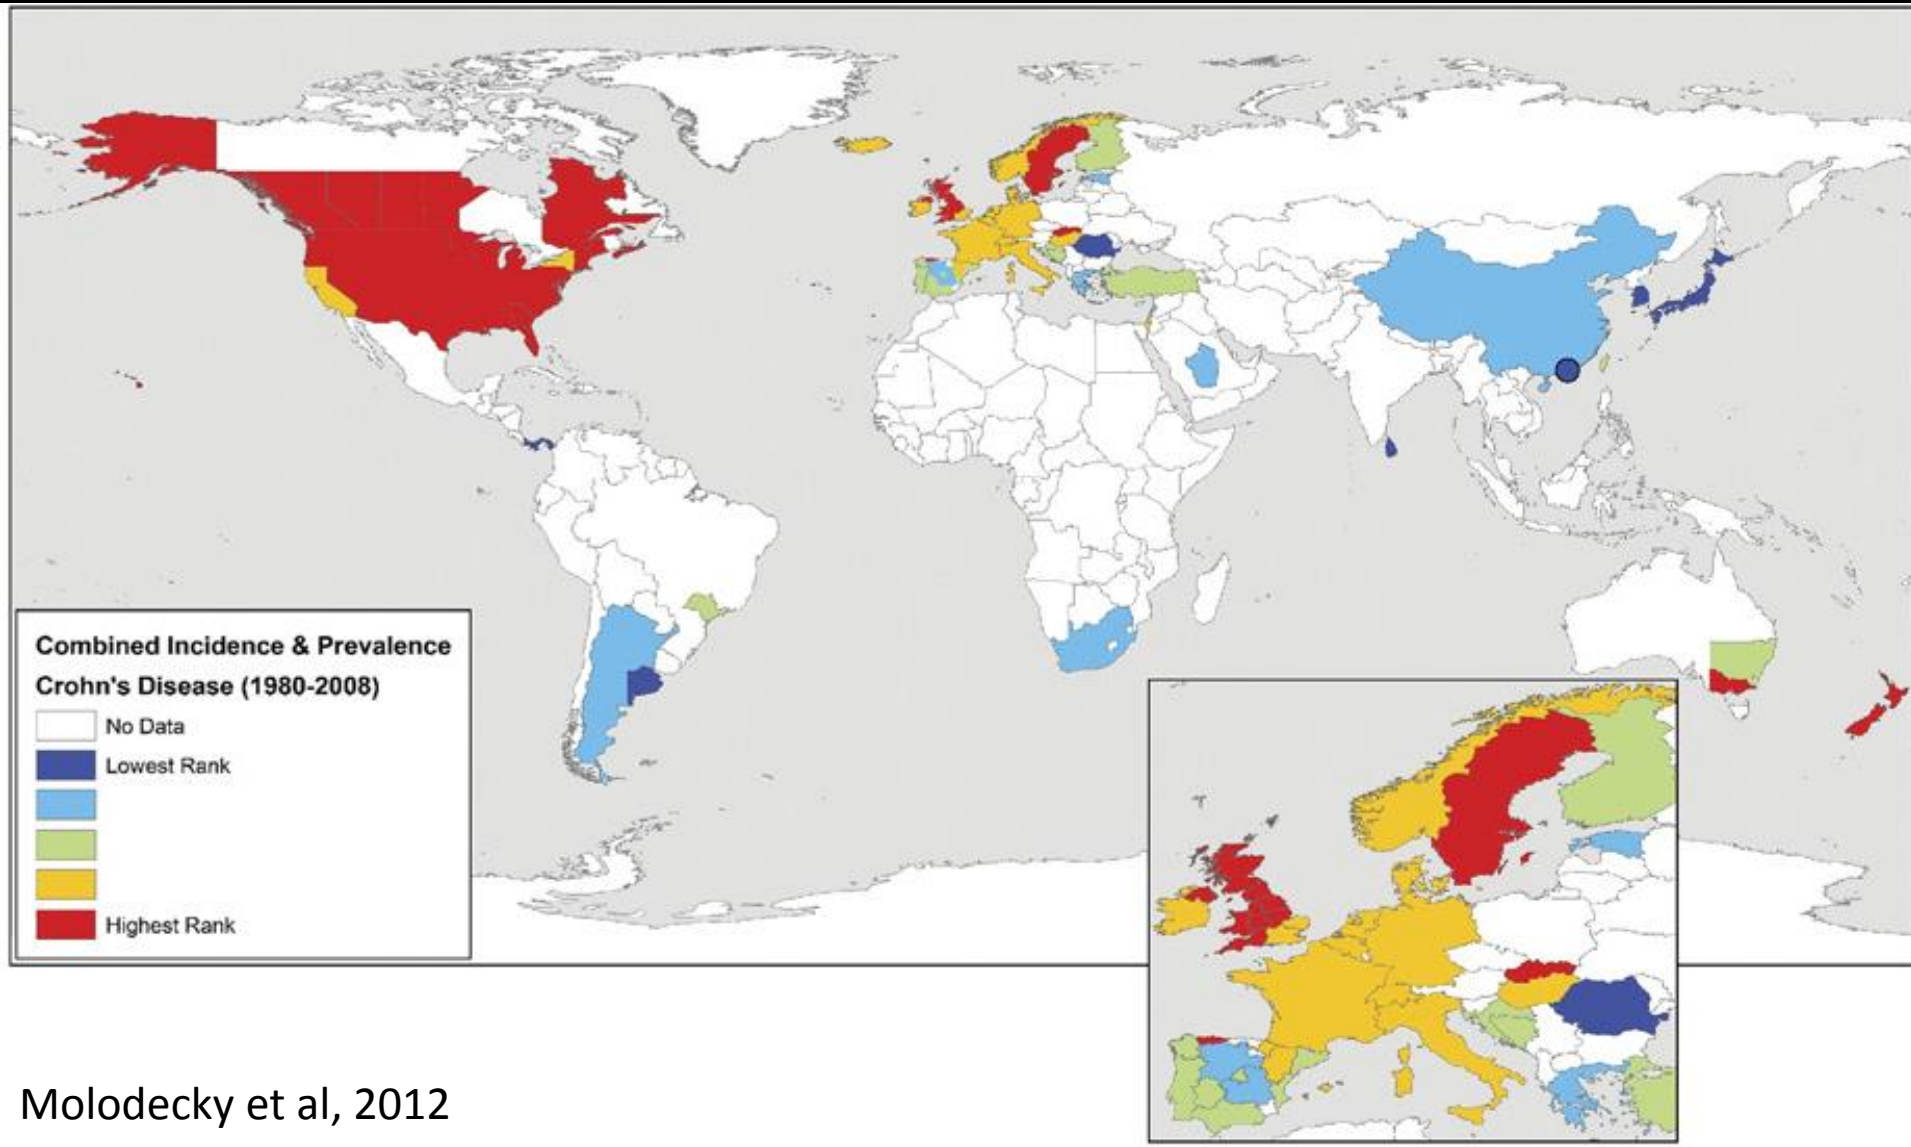 Combined Incidence & Prevalence
Crohn's Disease (1980-2008)
No Data
Lowest Rank
Highest Rank
Molodecky et al, 2012